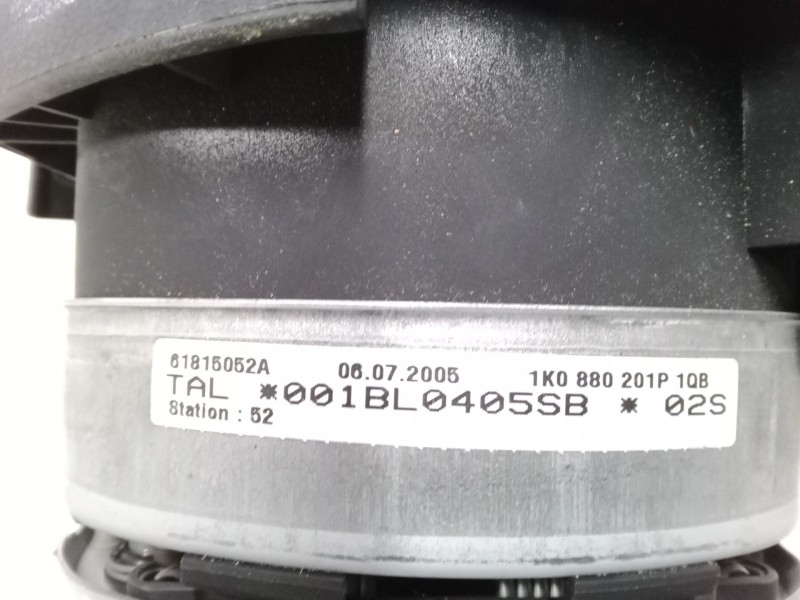 61815052A 06.07.2005 1K0 880 201P 1QB
TAL *001BL0405SB * 02S
Station : 52